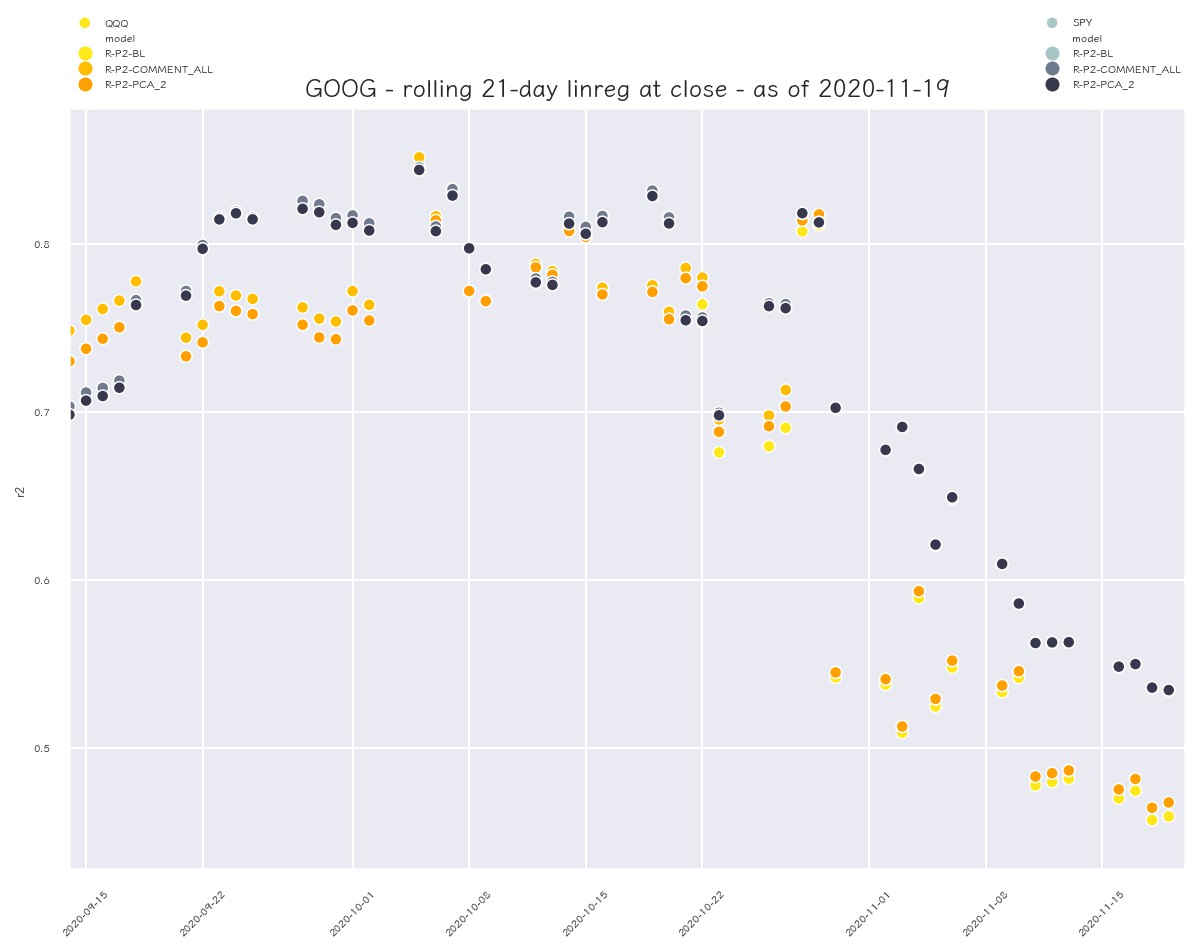 QQQ
model
R-P2-BL
R-P2-COMMENT_ALL
R-P2-PCA_2
SPY
model
R-P2-BL
R-P2-COMMENT_ALL
R-P2-PCA_2
GOOG - rolling 21-day linreg at close - as of 2020-11-19
0.8
0.7
r2
0.6
0.5
2020-09-15
2020-09-22
2020-10-01
2020-10-08
2020-10-15
2020-10-22
2020-11-01
2020-11-08
2020-11-15